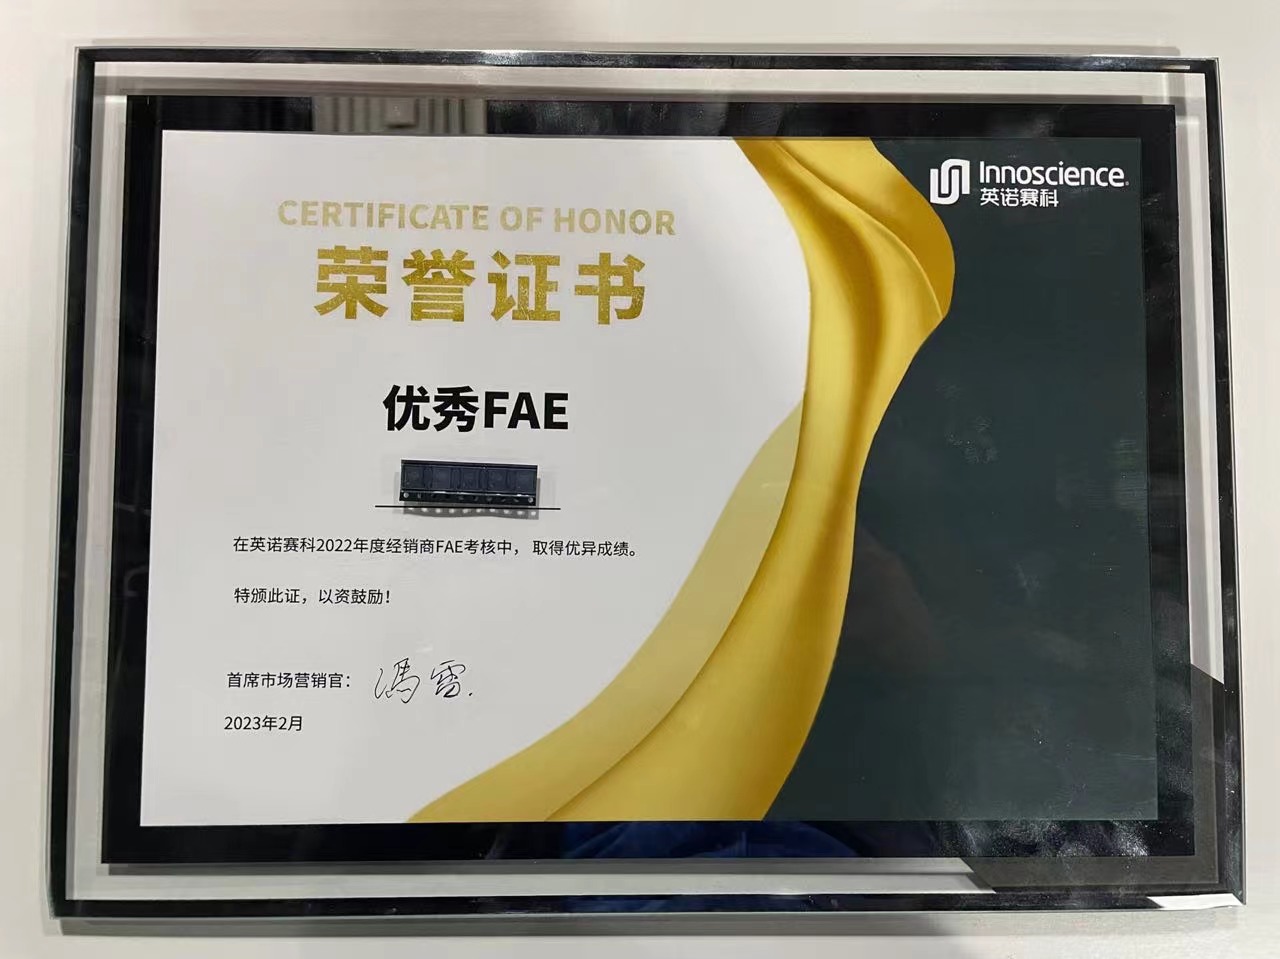 Innoscience
英诺赛科
CERTIFICATE OF HONOR
荣誉证书
优秀FAE
在英诺赛科2022年度经销商FAE考核中，取得优异成绩。
特颁此证，以资鼓励！
首席市场营销官：冯雪
2023年2月